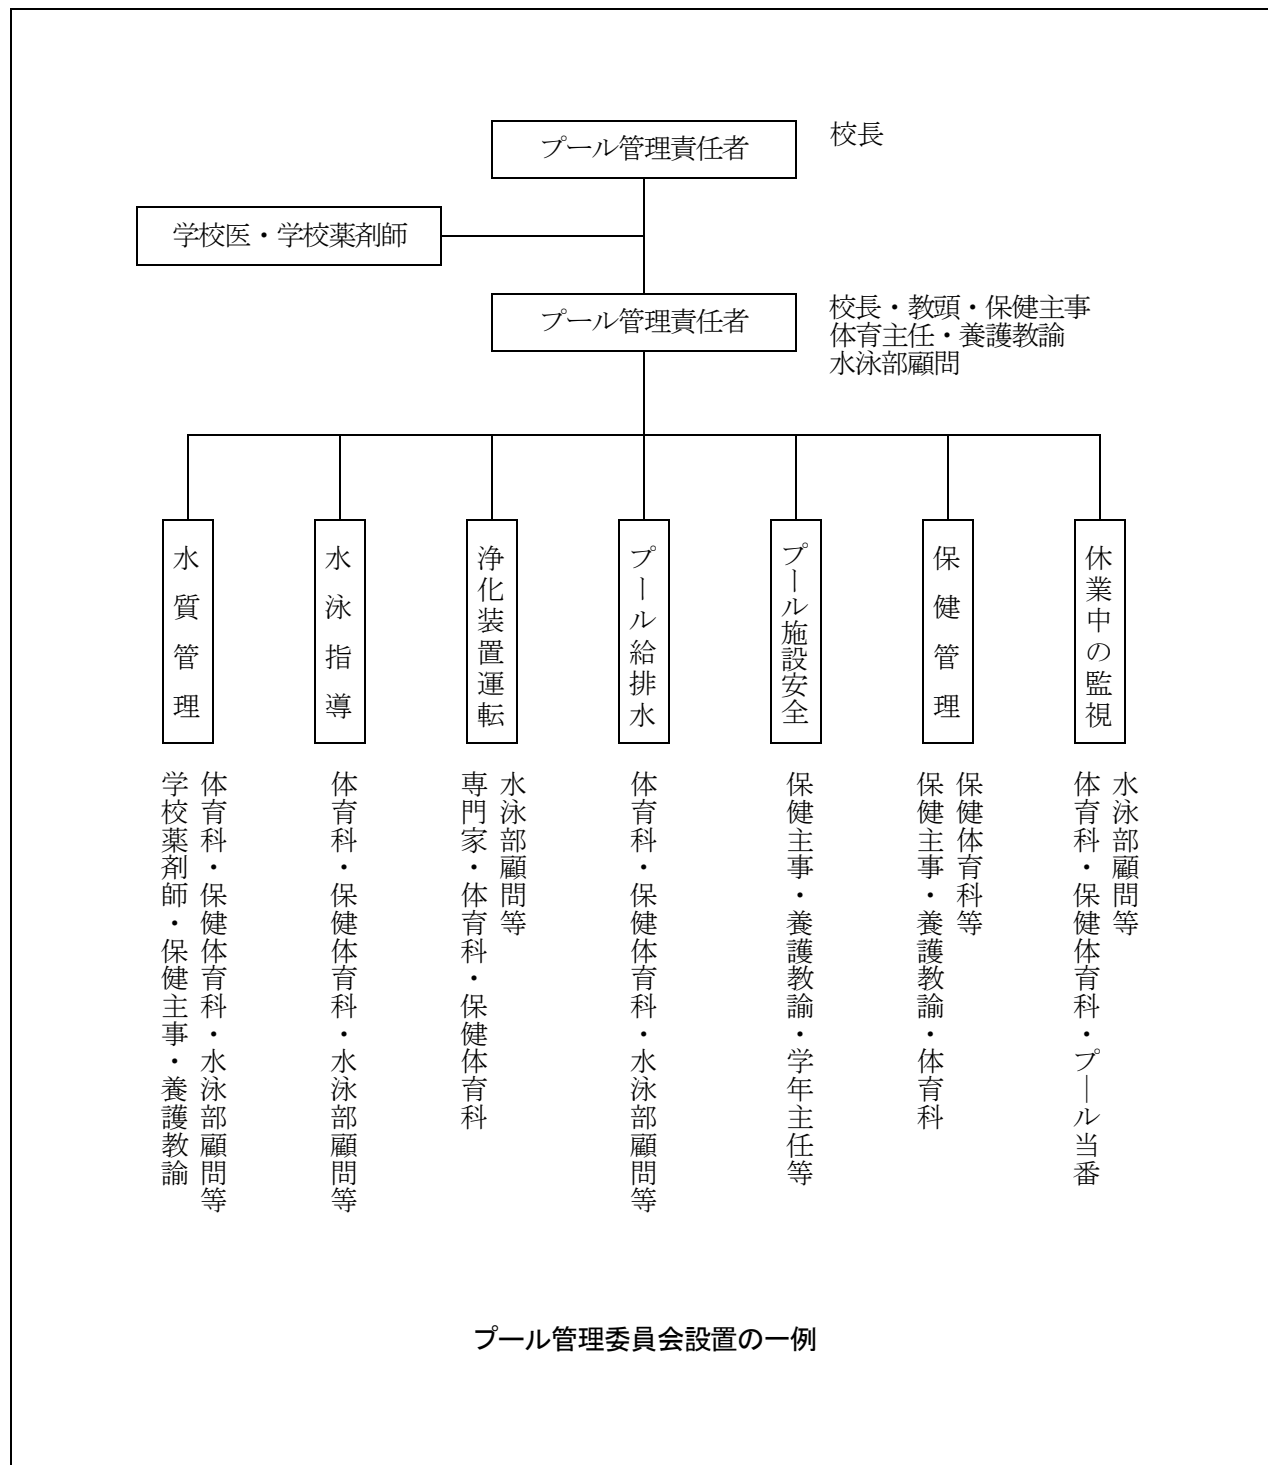 プール管理責任者
校長
学校医・学校薬剤師
プール管理責任者
校長・教頭・保健主事
体育主任・養護教諭
水泳部顧問
水質管理
水泳指導
浄化装置運転
プール給排水
プール施設安全
保健管理
休業中の監視
体育科・保健体育科・水泳部顧問等
学校薬剤師・保健主事・養護教諭
体育科・保健体育科・水泳部顧問等
水泳部顧問等
専門家・体育科・保健体育科
体育科・保健体育科・水泳部顧問等
保健主事・養護教諭・学年主任等
保健体育科等
保健主事・養護教諭・体育科
水泳部顧問等
体育科・保健体育科・プール当番
プール管理委員会設置の一例